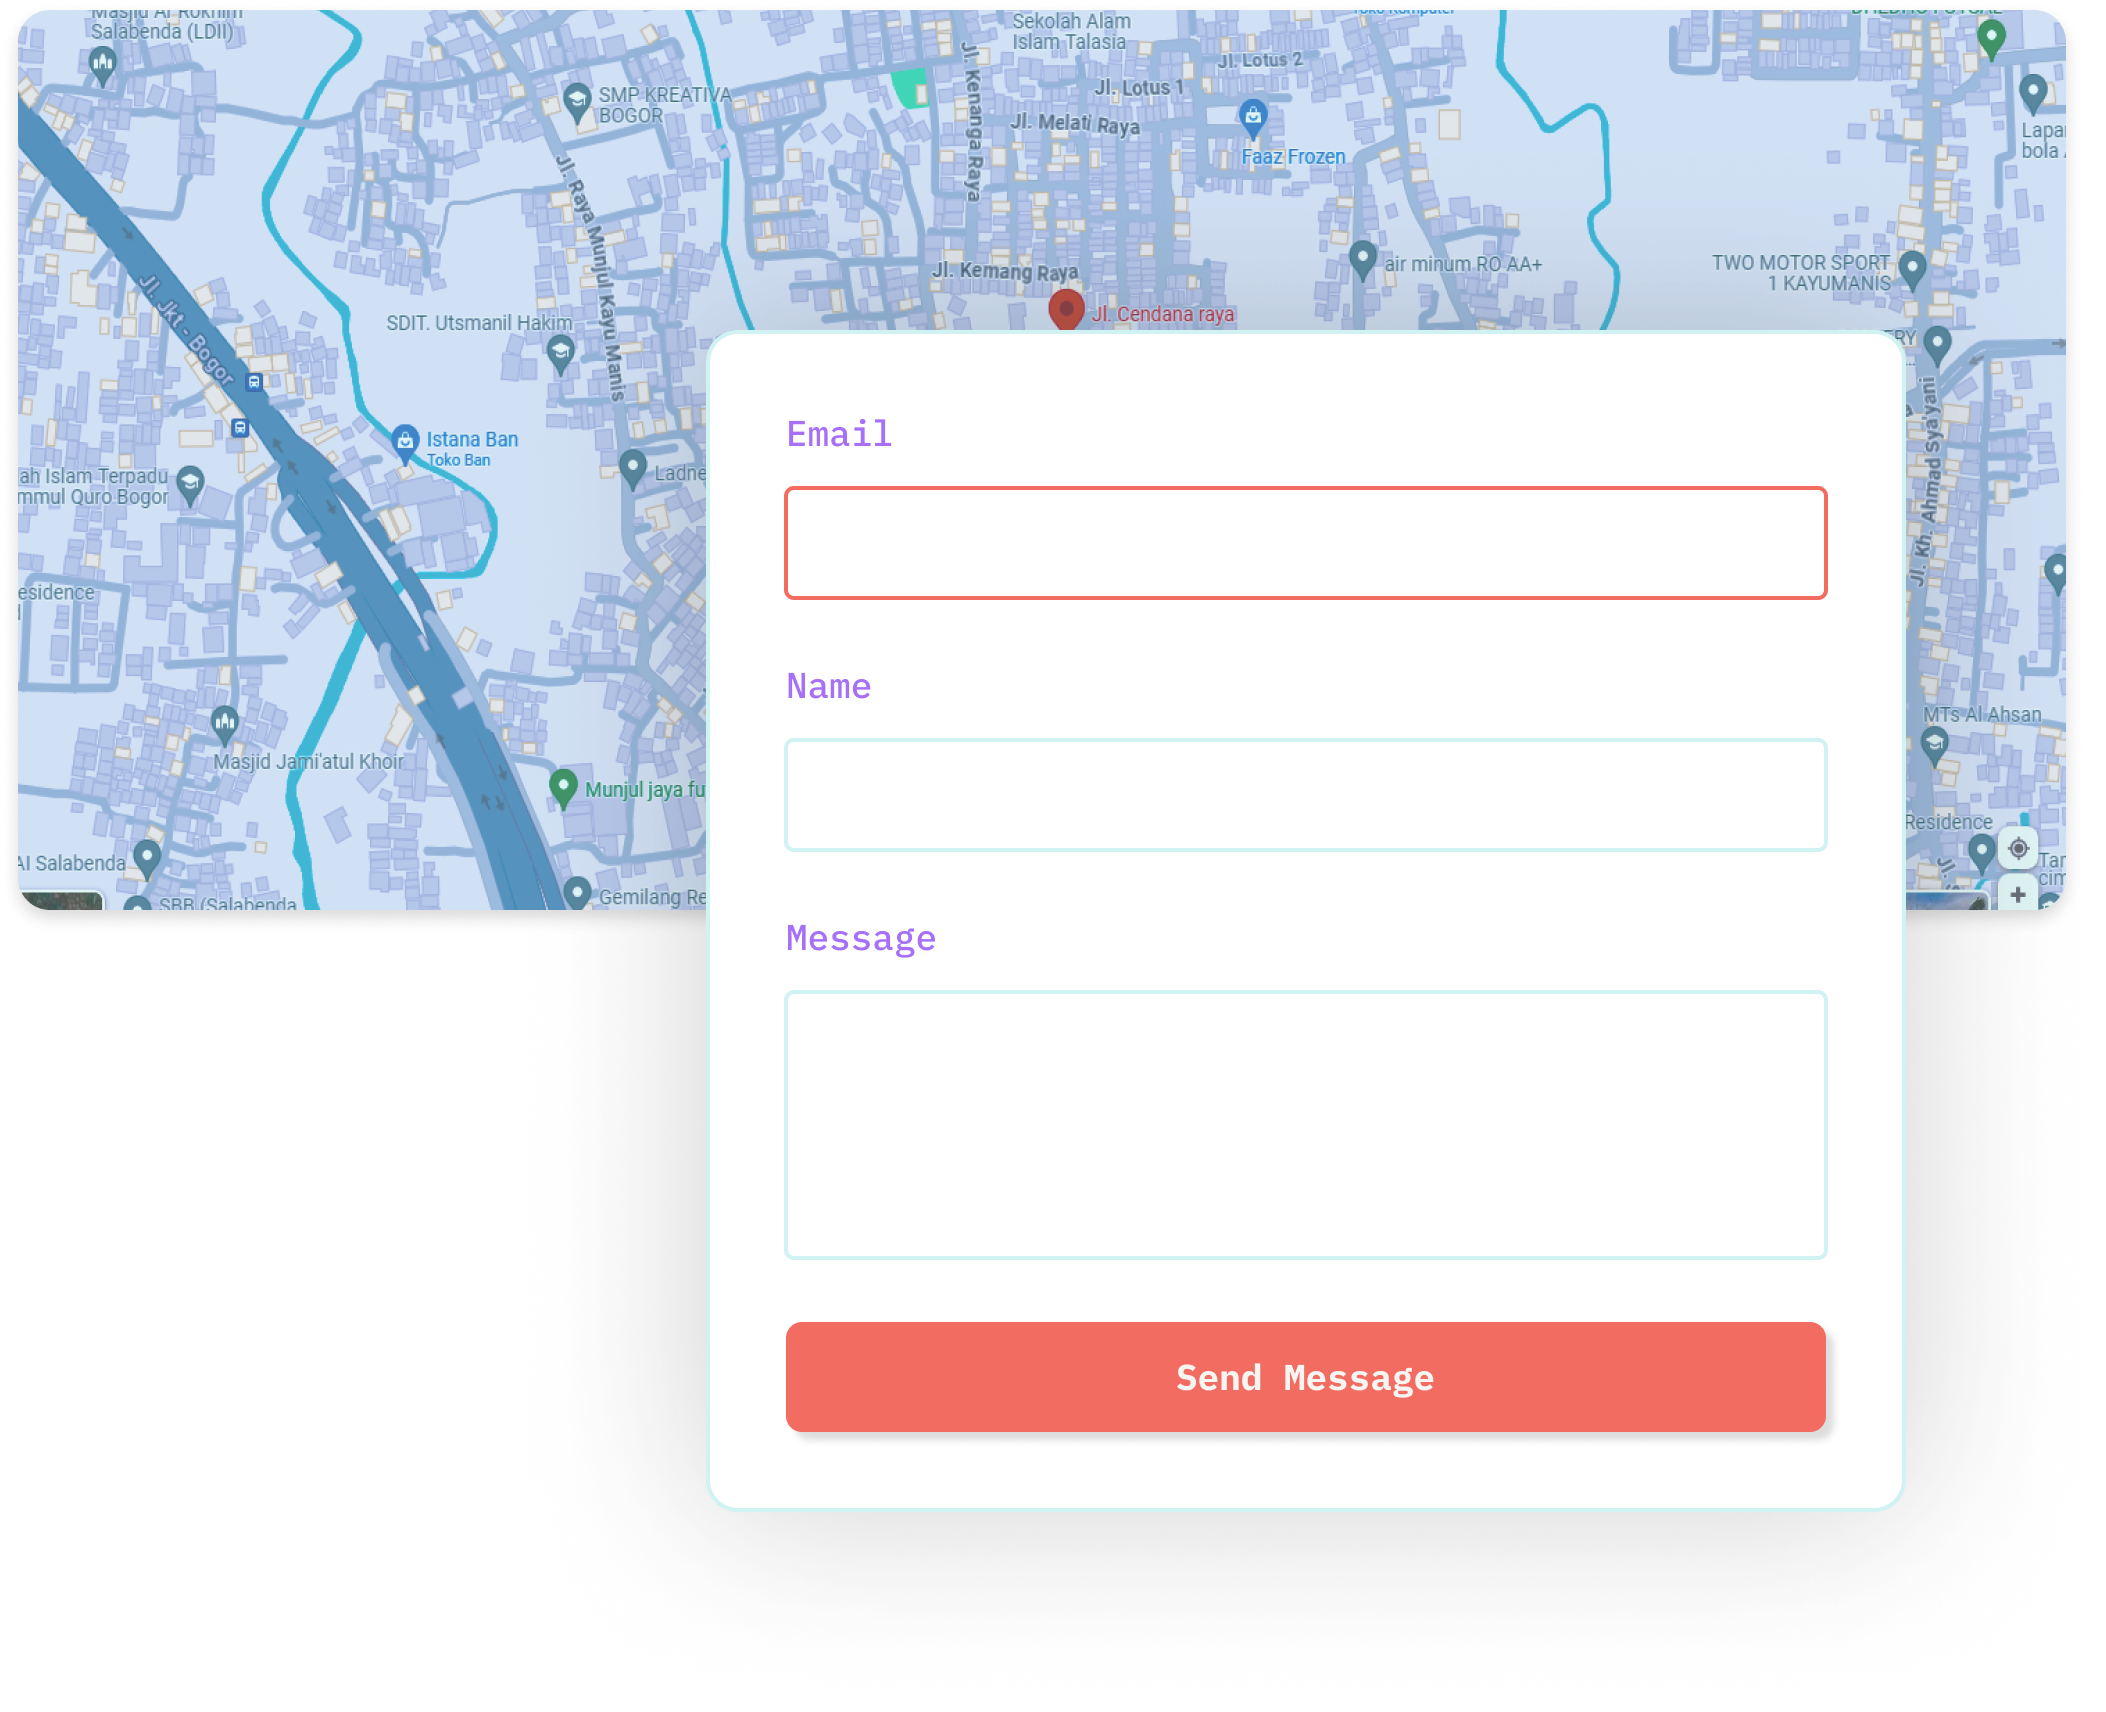 Masjid Al Rokhim
Salabenda (LDII)
Sekolah Alam
Islam Talasia
Toko Komputer
Jl. Lotus 2
Jl. Lotus 1
SMP KREATIVA
BOGOR
Jl. Kenanga Raya
Jl. Melati Raya
Faaz Frozen
bola
Jl. Raya Munjul Kayu Manis
Jl. Kemang Raya
air minum RO AA+
TWO MOTOR SPORT
1 KAYUMANIS
Jl. Jkt - Bogor
Jl. Cendana raya
SDIT. Utsmanil Hakim
Jl. Kh. Ahmad Sya'yani
Email
Istana Ban
Toko Ban
Ladne
ah Islam Terpadu
mmul Quro Bogor
esidence
Name
MTs Al Ahsan
Masjid Jami'atul Khoir
Munjul jaya fu
Residence
Al Salabenda
Jl. S
Tar
cim
SBB (Salabenda
Gemilang Re
Message
Send Message